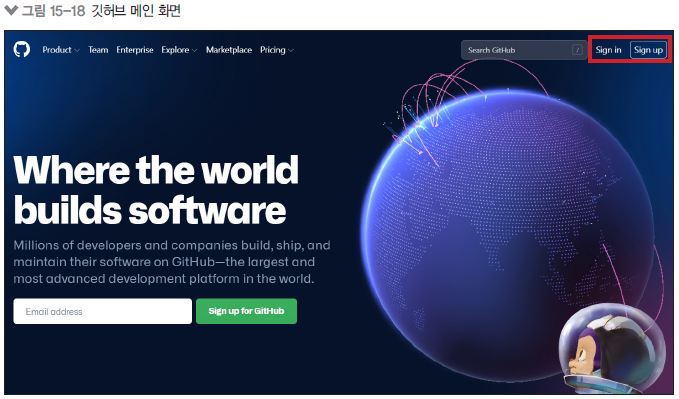 그림 15-18 깃허브 메인 화면
Product Team Enterprise Explore Marketplace Pricing Search GitHub / Sign in Sign up
Where the world
builds software
Millions of developers and companies build, ship, and
maintain their software on GitHub—the largest and
most advanced development platform in the world.
Email address Sign up for GitHub